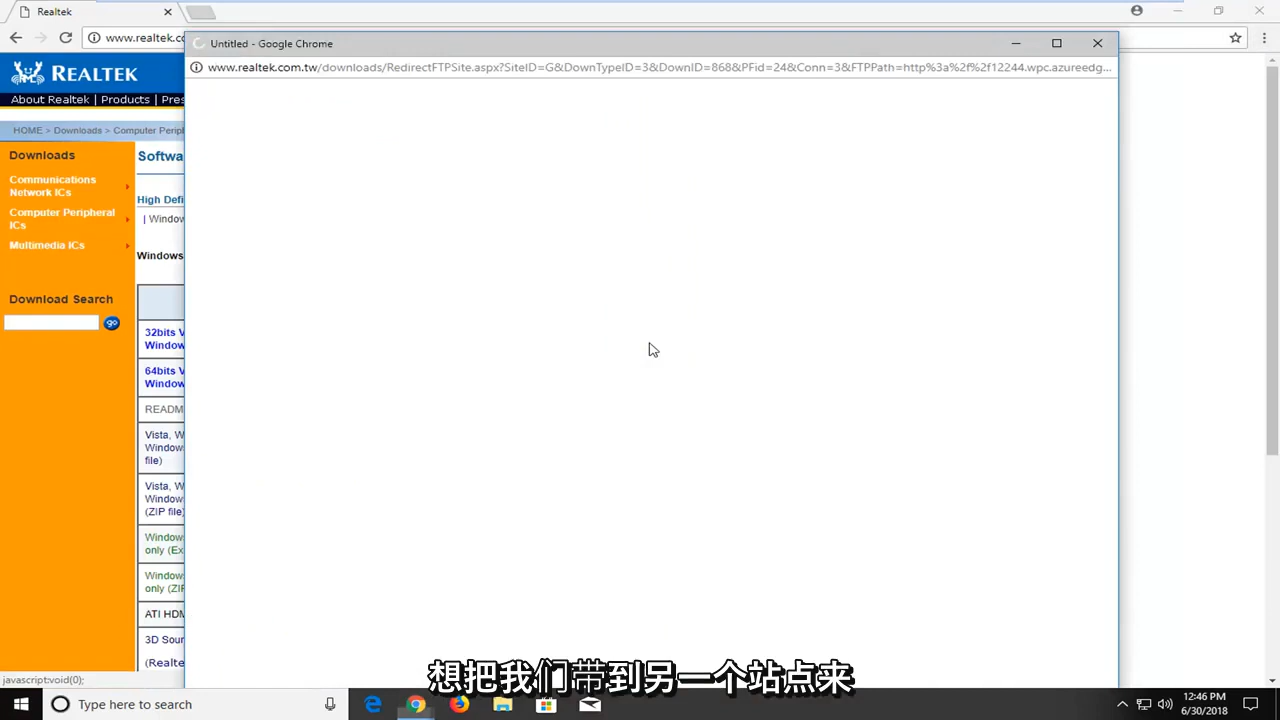 Realtek
www.realtek.co
Untitled - Google Chrome
www.realtek.com.tw/downloads/RedirectFTPSite.aspx?SiteID=G&DownTypeID=3&DownID=868&PFid=24&Conn=3&FTPPath=http%3a%2f%2f12244.wpc.azureedg...
REALTEK
About Realtek | Products | Pres
HOME > Downloads > Computer Periph
Downloads
Softwa
Communications
Network ICs
High Defi
Computer Peripheral
ICs
| Window
Multimedia ICs
Windows
Download Search
go
32bits V
Window
64bits V
Window
READM
Vista, W
Window
file)
Vista, W
Windows
(ZIP file)
Windows
only (Ex
Windows
only (ZI
ATI HDM
3D Soun
(Realte
javascript:void(0);
想把我们带到另一个站点来
Type here to search
12:46 PM
6/30/2018